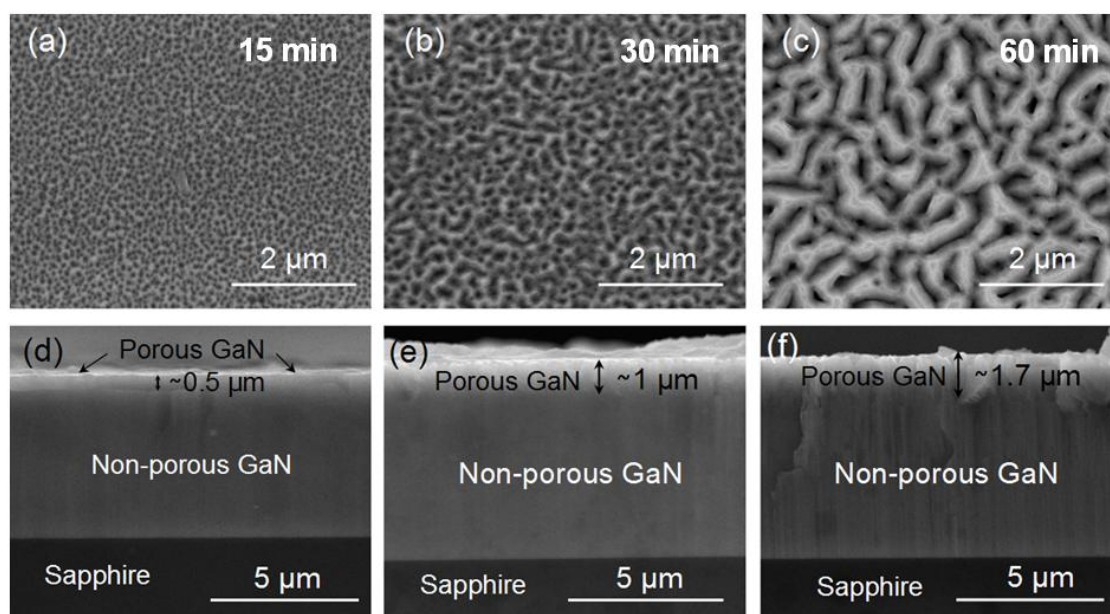 (a)
15 min
2 μm
(b)
30 min
2 μm
(c)
60 min
2 μm
(d)
Porous GaN
~0.5 μm
Non-porous GaN
Sapphire
5 μm
(e)
Porous GaN
~1 μm
Non-porous GaN
5 μm
Sapphire
(f)
Porous GaN
~1.7 μm
Non-porous GaN
Sapphire
5 μm